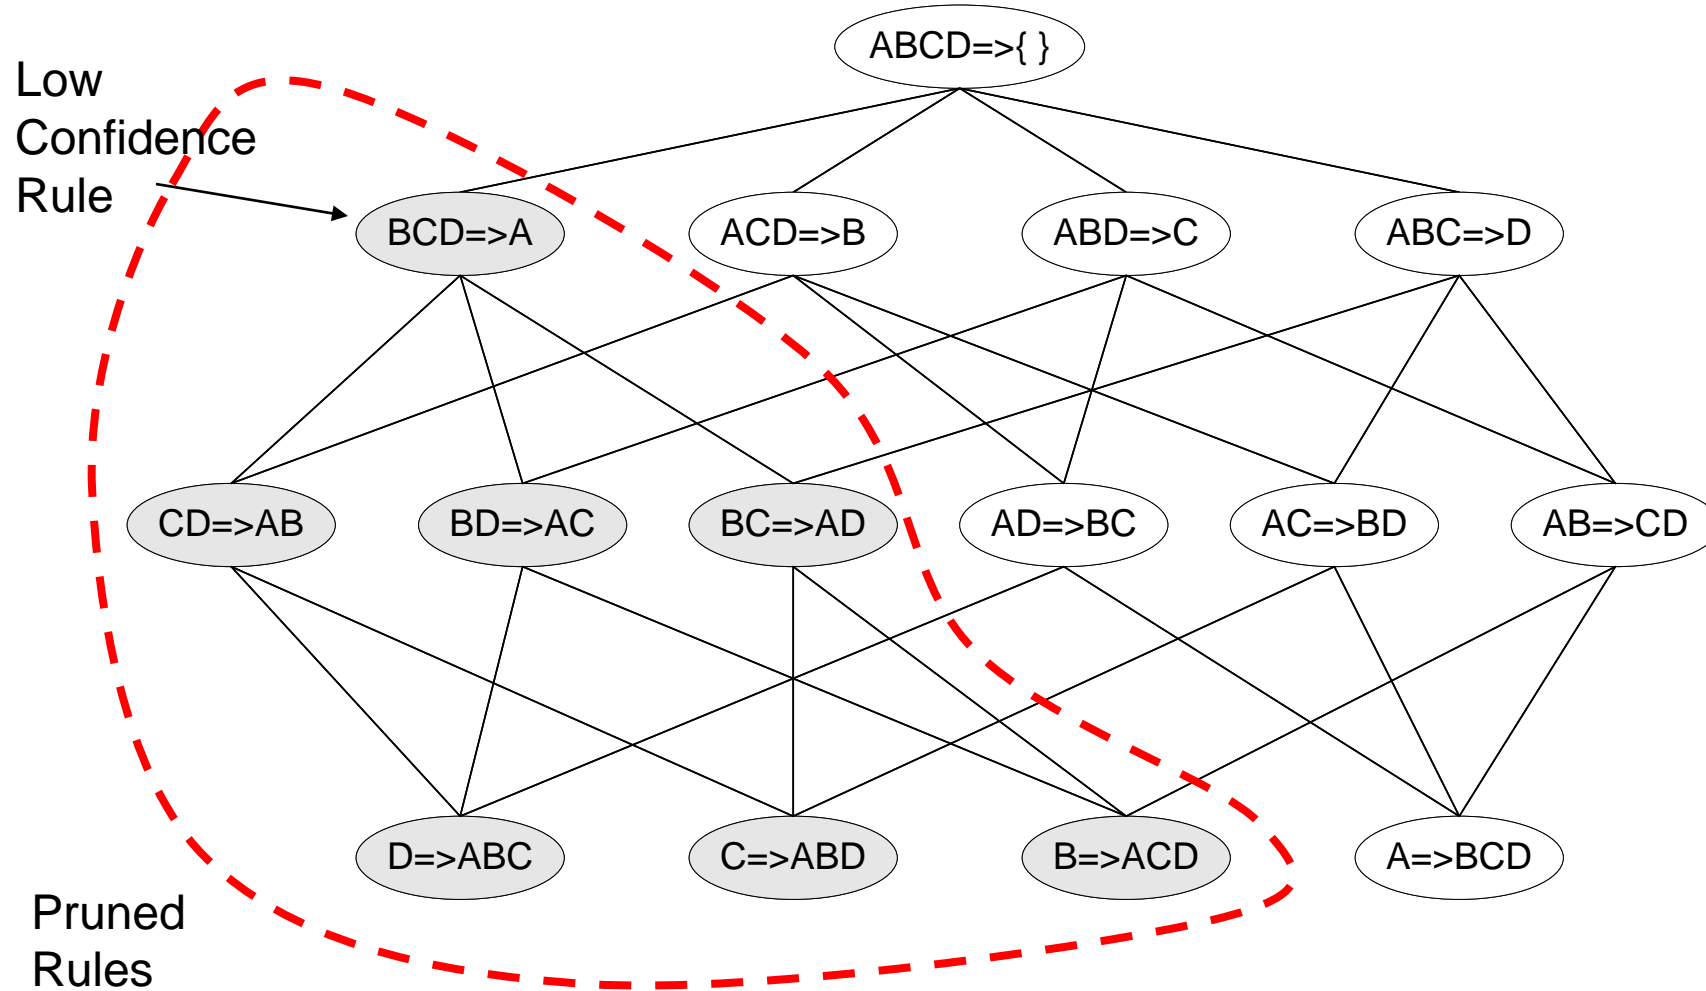 ABCD=>{ }
Low
Confidence
Rule
BCD=>A
ACD=>B
ABD=>C
ABC=>D
CD=>AB
BD=>AC
BC=>AD
AD=>BC
AC=>BD
AB=>CD
D=>ABC
C=>ABD
B=>ACD
A=>BCD
Pruned
Rules